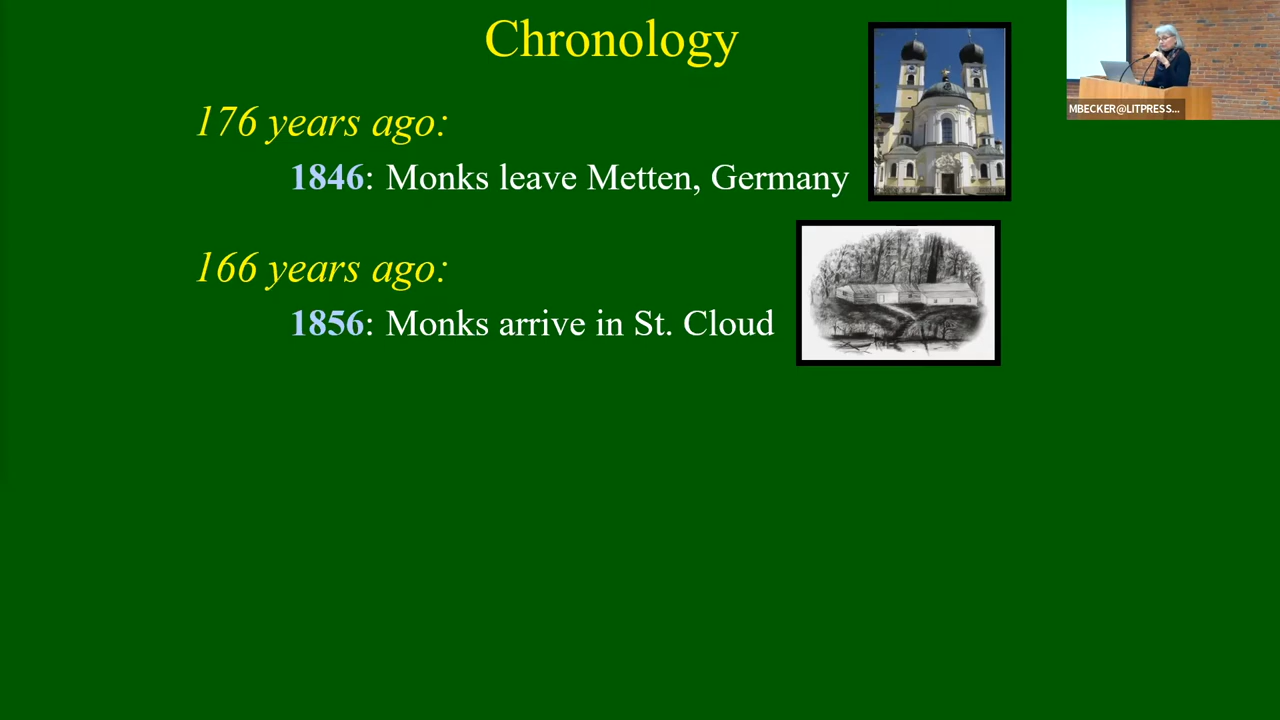 Chronology
176 years ago:
1846: Monks leave Metten, Germany
166 years ago:
1856: Monks arrive in St. Cloud
MBECKER@LITPRESS...